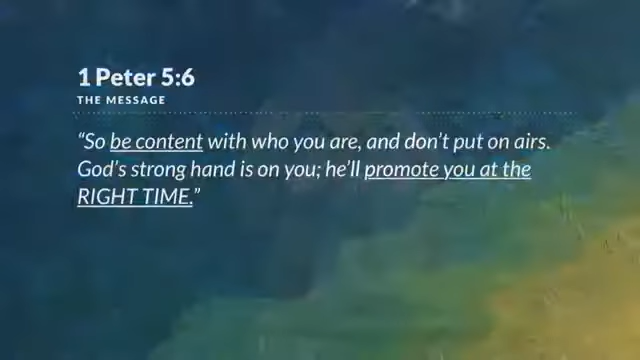 1 Peter 5:6
THE MESSAGE
“So be content with who you are, and don’t put on airs.
God’s strong hand is on you; he’ll promote you at the
RIGHT TIME.”